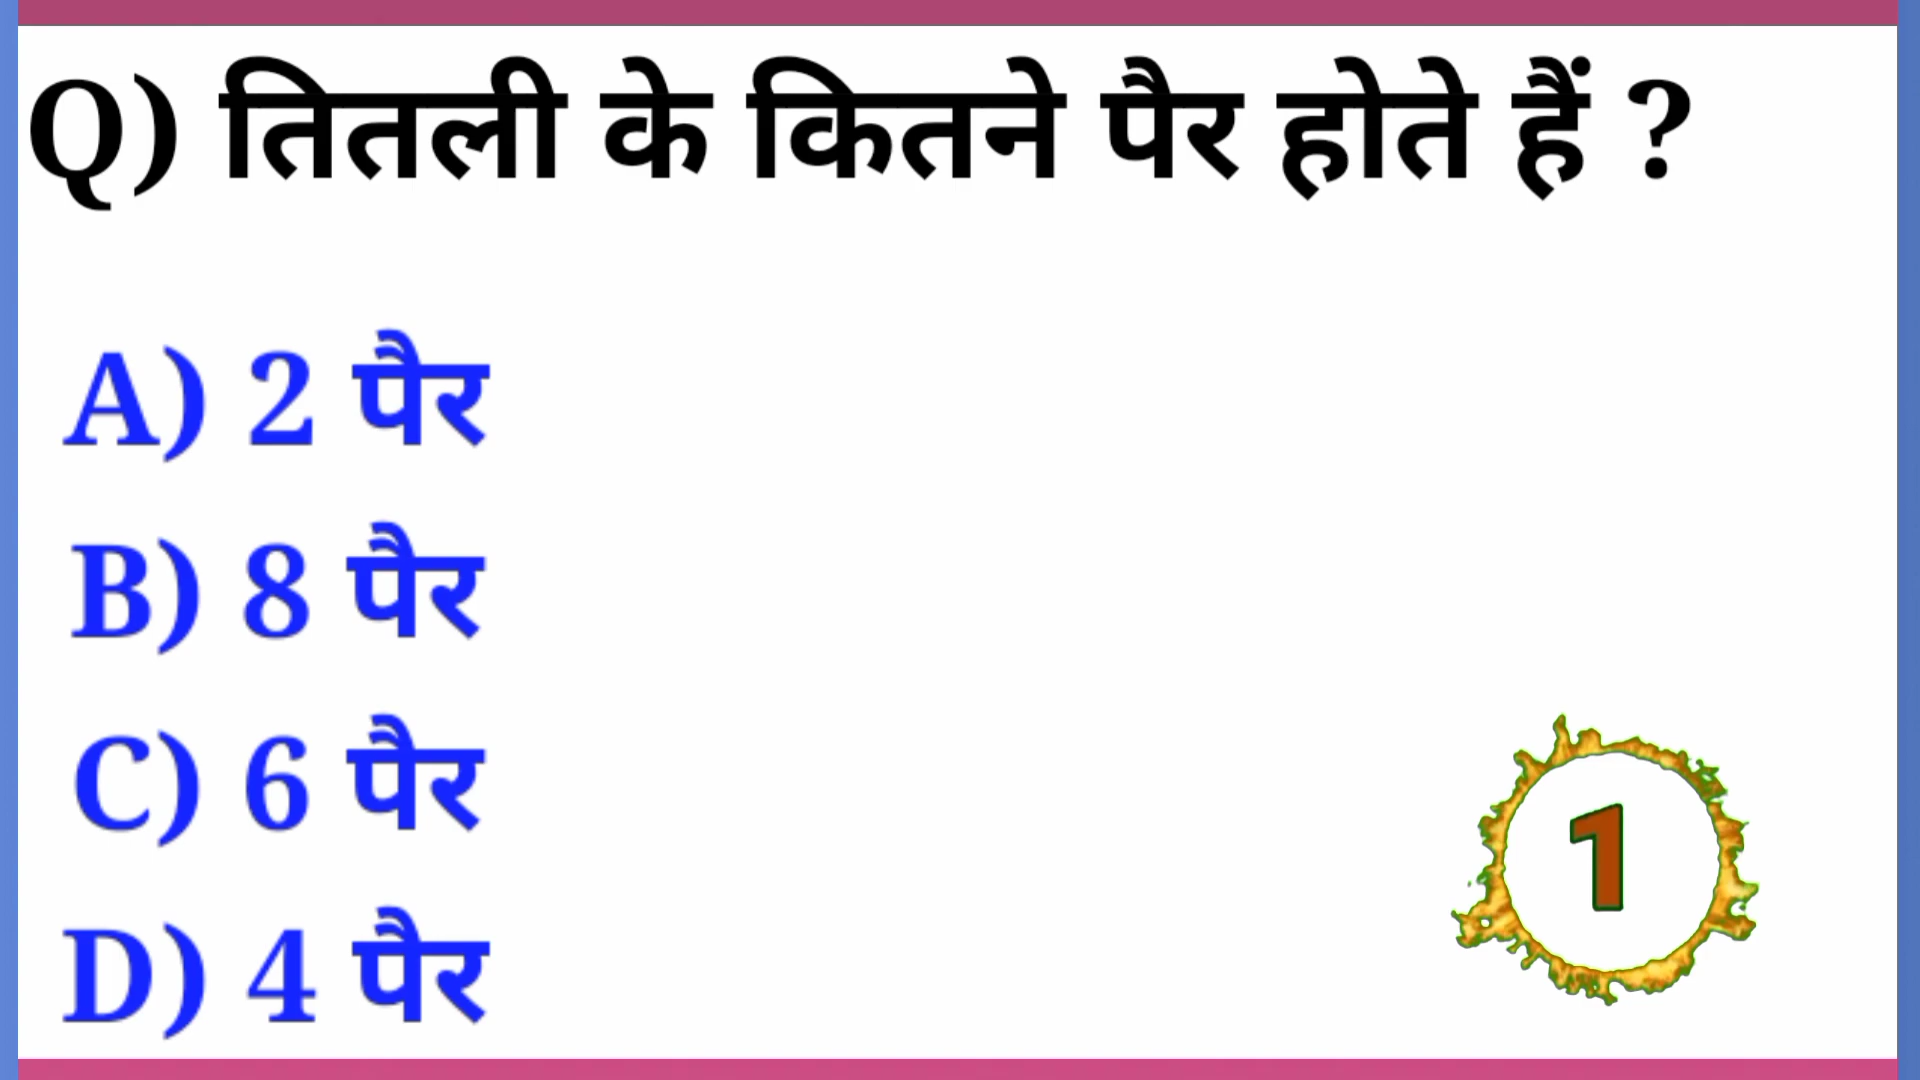 Q) तितली के कितने पैर होते हैं ?
A) 2 पैर
B) 8 पैर
C) 6 पैर
D) 4 पैर
1